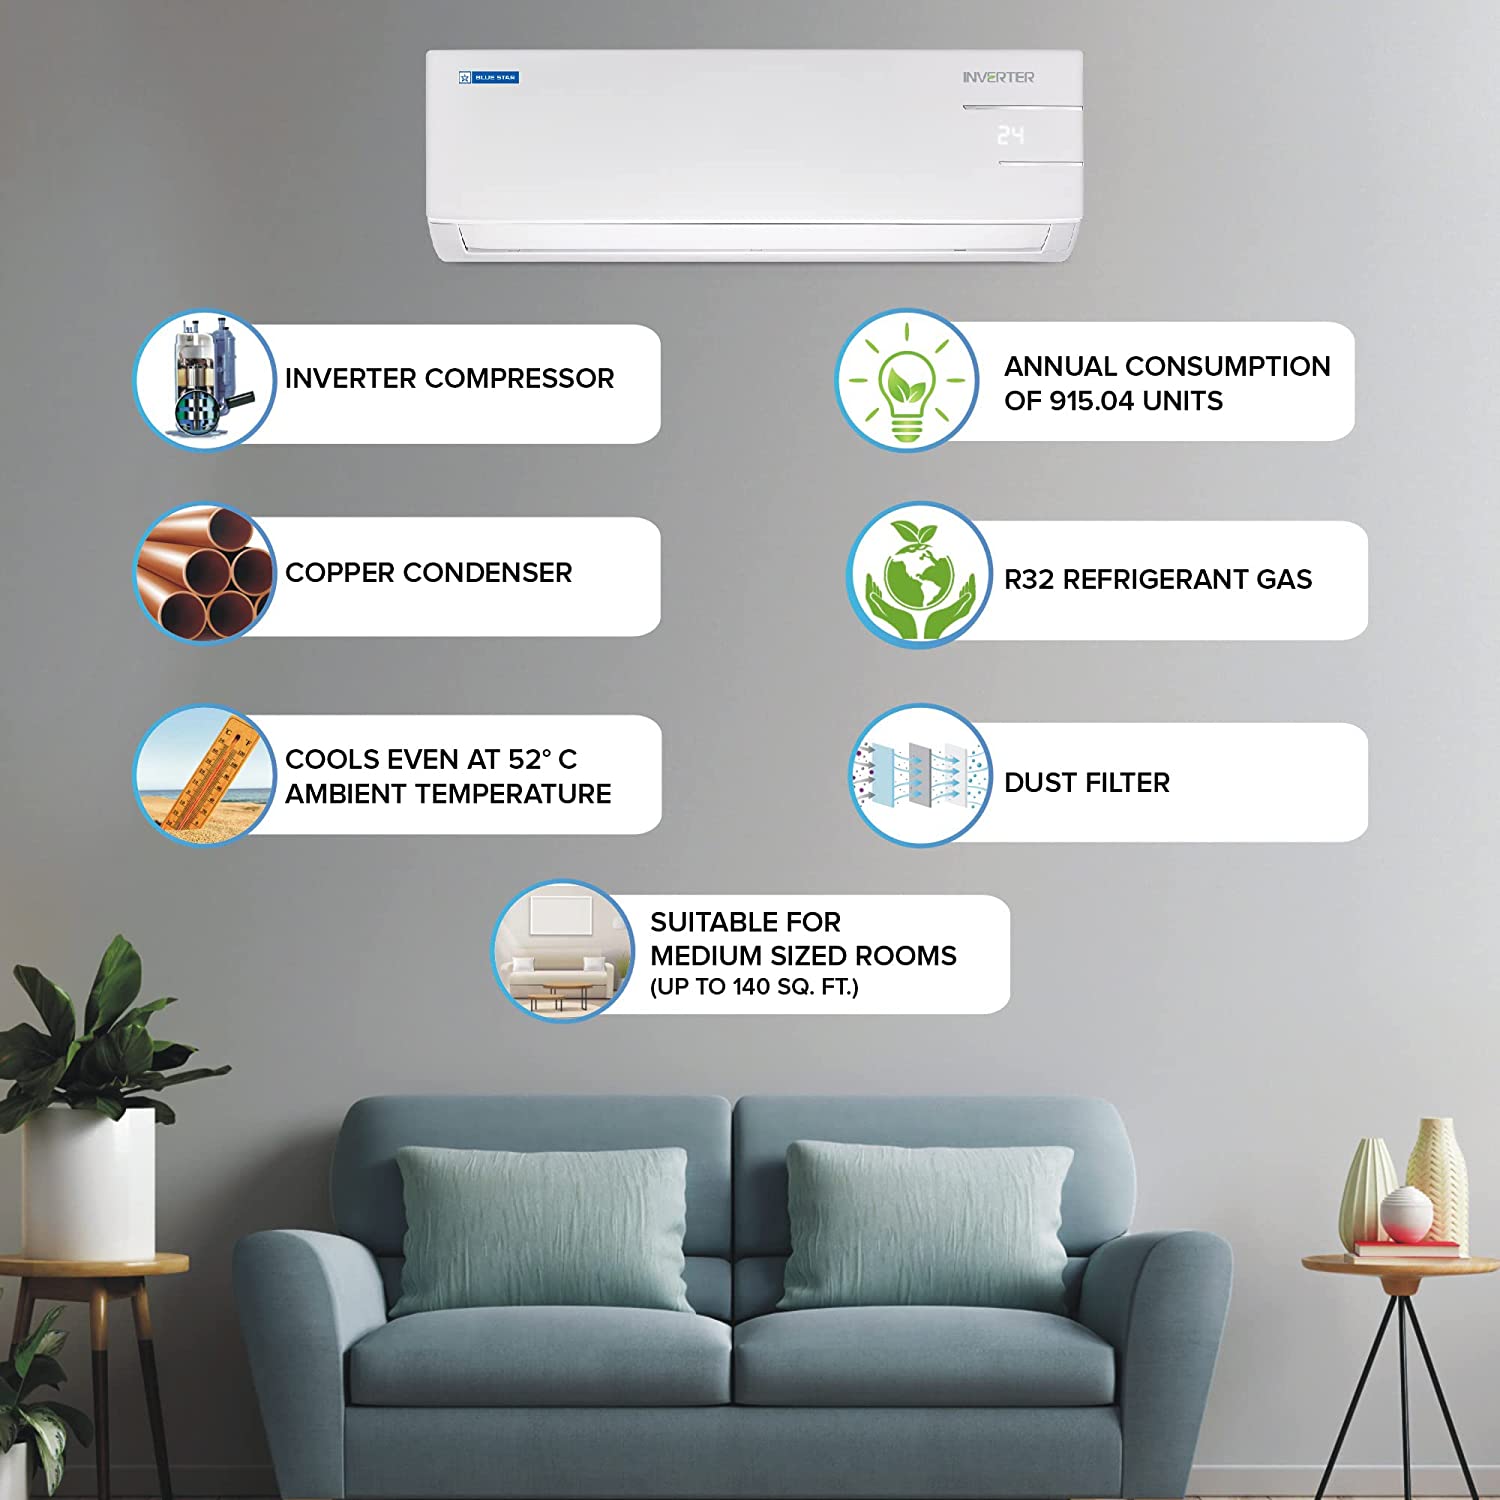 BLUE STAR
INVERTER
24
INVERTER COMPRESSOR
ANNUAL CONSUMPTION
OF 915.04 UNITS
COPPER CONDENSER
R32 REFRIGERANT GAS
COOLS EVEN AT 52° C
AMBIENT TEMPERATURE
DUST FILTER
SUITABLE FOR
MEDIUM SIZED ROOMS
(UP TO 140 SQ. FT.)